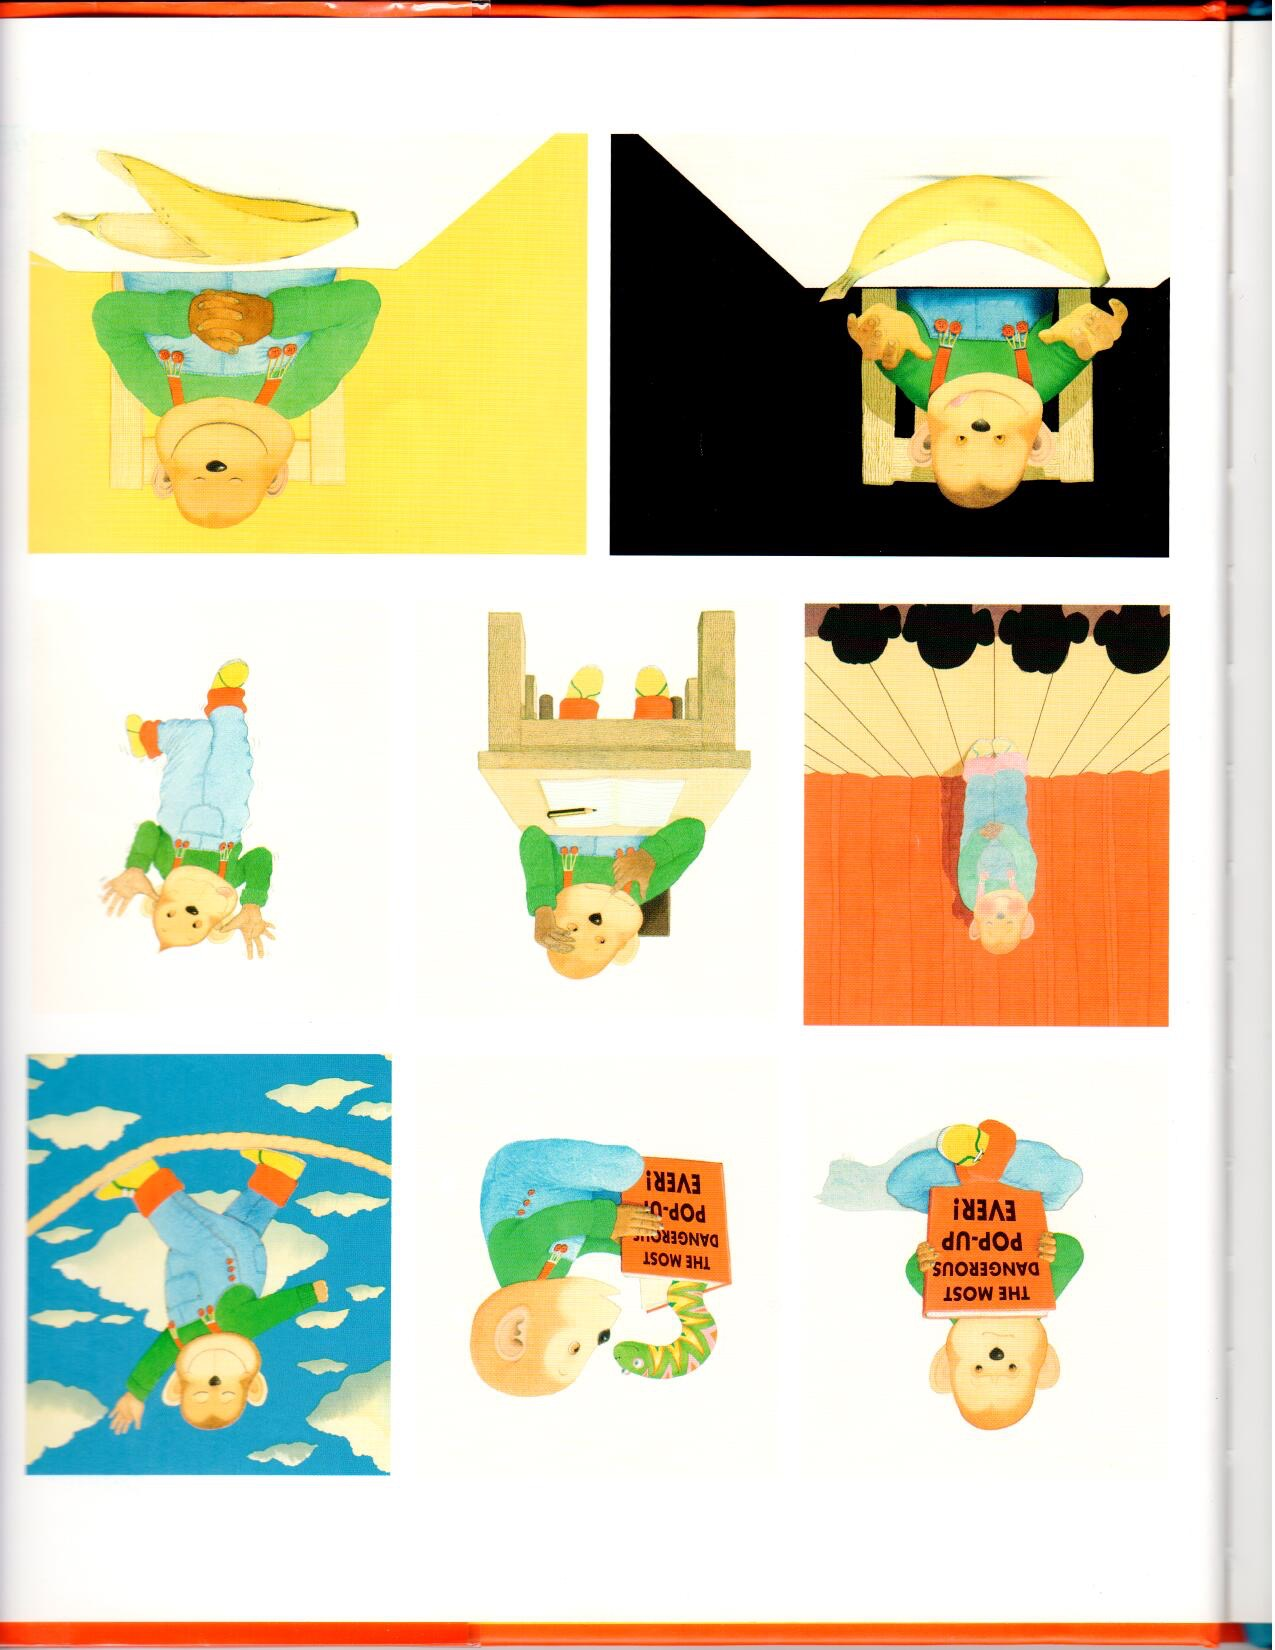 THE MOST
DANGEROUS
POP-UP
EVER!
THE MOST
DANGEROUS
POP-UP
EVER!